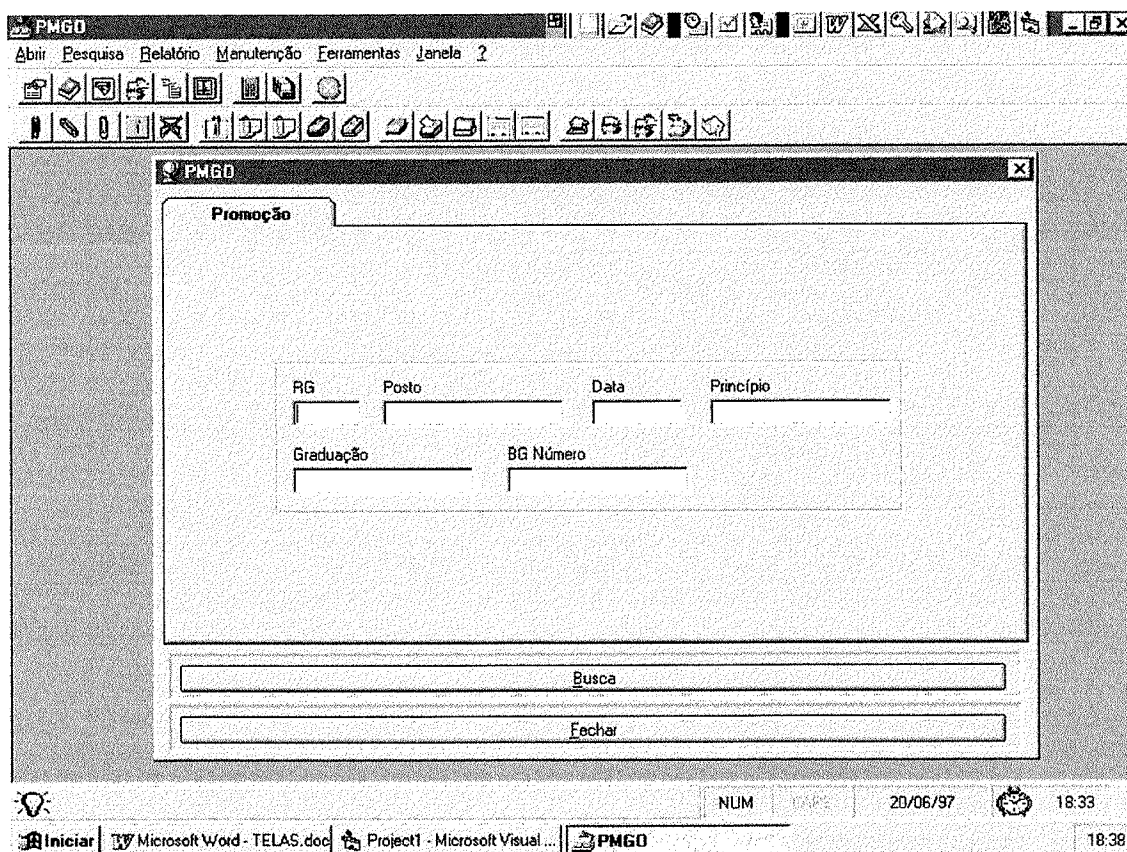 PMGO
Abrir Pesquisa Relatório Manutenção Ferramentas Janela ?
PMGO
Promoção
RG Posto Data Princípio
Graduação BG Número
Busca
Fechar
NUM CAPS 20/06/97 18:33
Iniciar Microsoft Word - TELAS.doc Project1 - Microsoft Visual ... PMGO 18:38